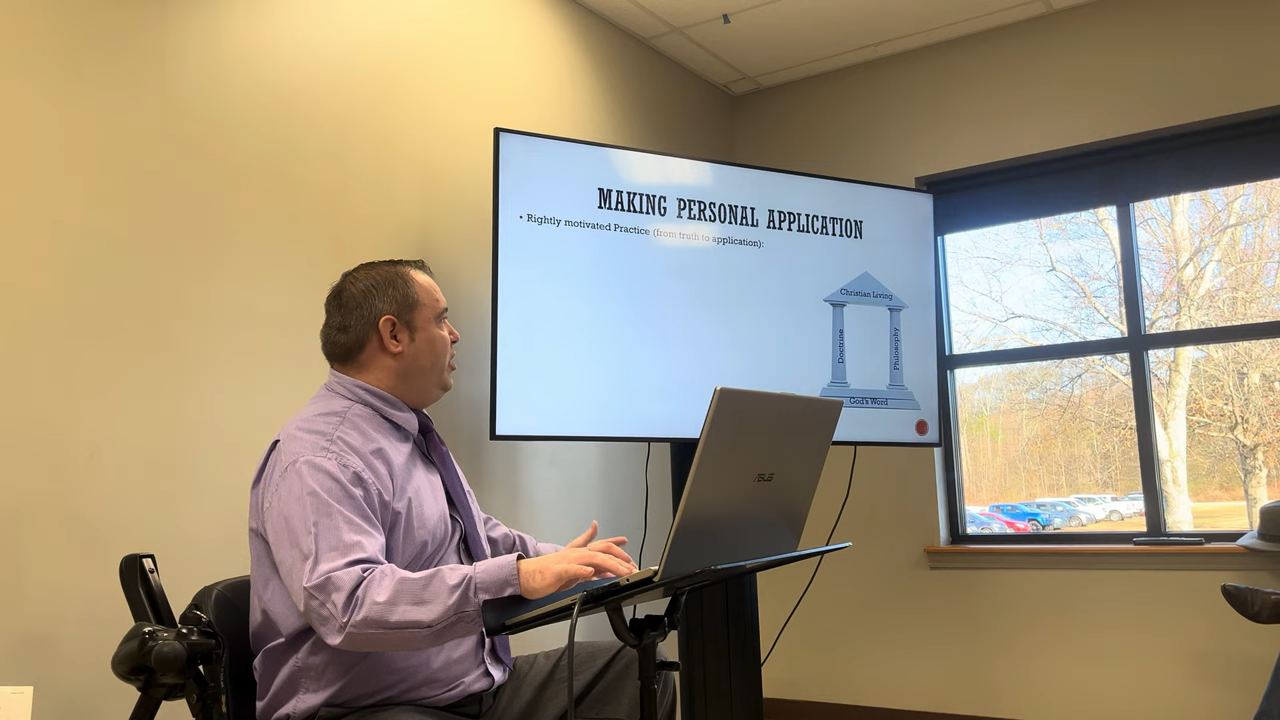 MAKING PERSONAL APPLICATION
• Rightly motivated Practice (from truth to application):
Christian Living
Doctrine
Philosophy
God's Word
ASUS